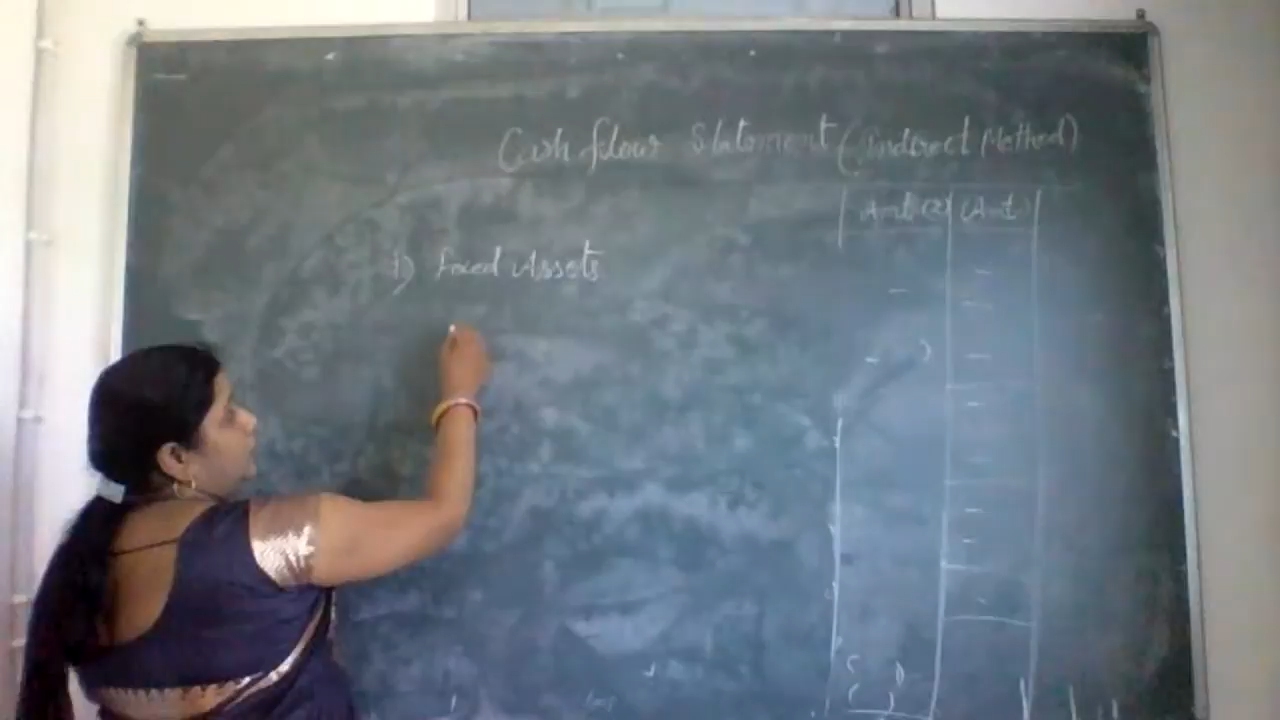 Cash flow Statement (Indirect Method)
Amt (₹) (Amt)
1) Fixed Assets